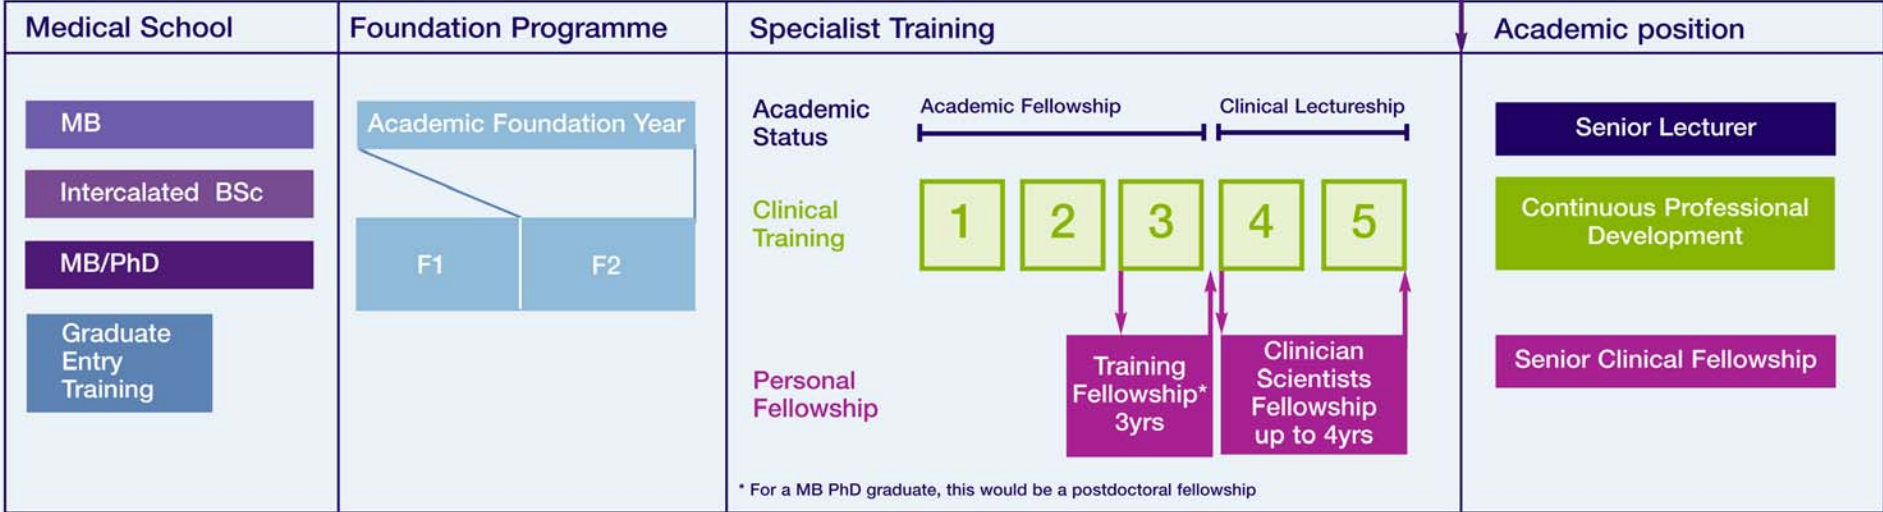 Medical School
Foundation Programme
Specialist Training
Academic position
MB
Intercalated BSc
MB/PhD
Graduate
Entry
Training
Academic Foundation Year
F1
F2
Academic
Status
Academic Fellowship
Clinical Lectureship
Clinical
Training
1
2
3
4
5
Personal
Fellowship
Training
Fellowship*
3yrs
Clinician
Scientists
Fellowship
up to 4yrs
* For a MB PhD graduate, this would be a postdoctoral fellowship
Senior Lecturer
Continuous Professional
Development
Senior Clinical Fellowship